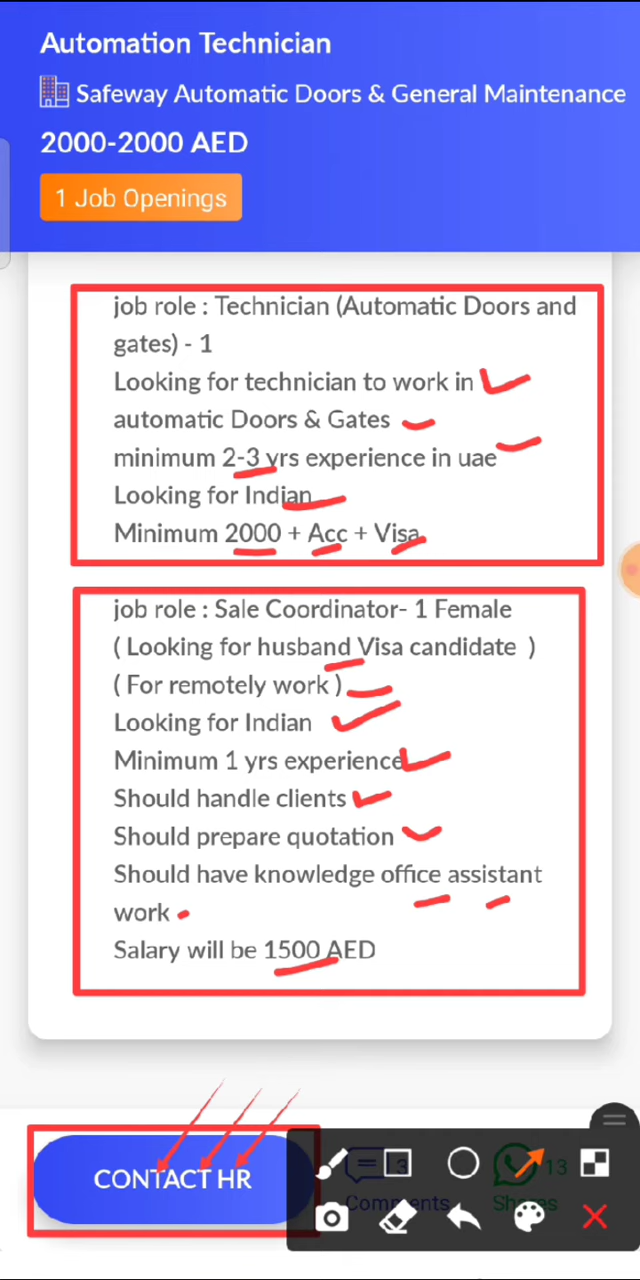 Automation Technician
Safeway Automatic Doors & General Maintenance
2000-2000 AED
1 Job Openings
job role : Technician (Automatic Doors and
gates) - 1
Looking for technician to work in
automatic Doors & Gates
minimum 2-3 yrs experience in uae
Looking for Indian
Minimum 2000 + Acc + Visa
job role : Sale Coordinator- 1 Female
( Looking for husband Visa candidate )
( For remotely work )
Looking for Indian
Minimum 1 yrs experience
Should handle clients
Should prepare quotation
Should have knowledge office assistant
work
Salary will be 1500 AED
CONTACT HR
13
Comments
Shares